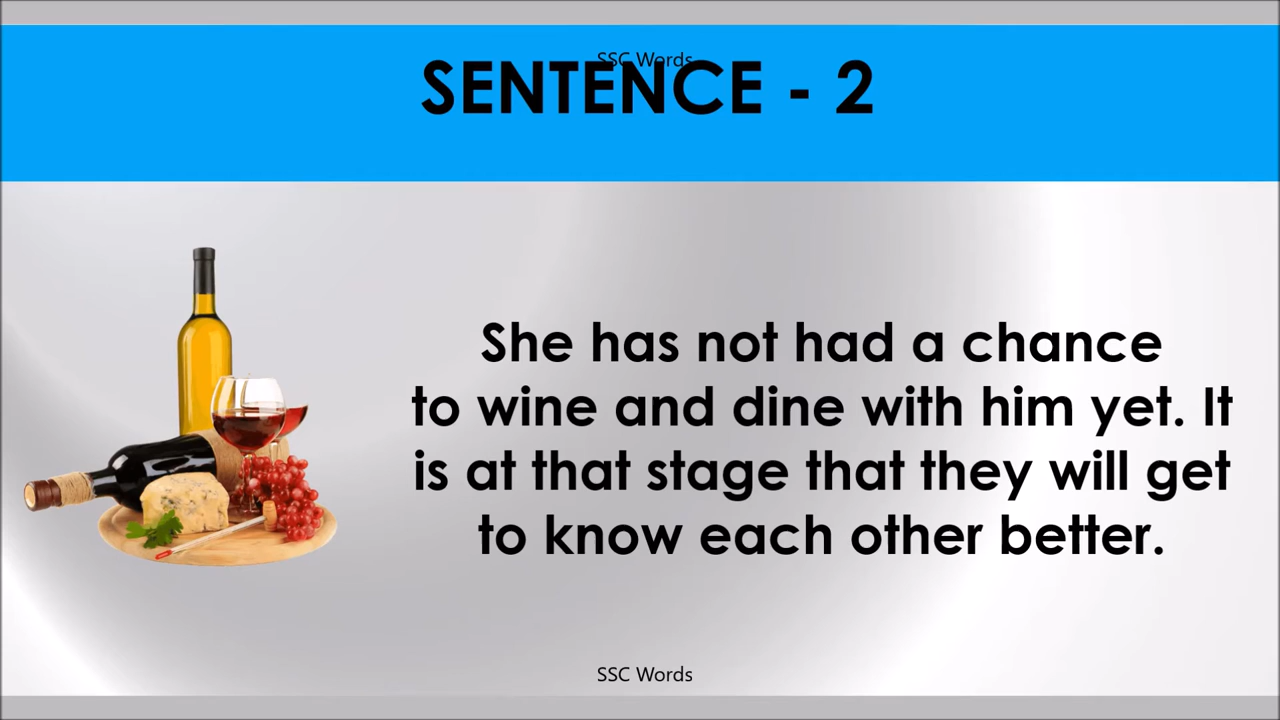 SSC Words
SENTENCE - 2
She has not had a chance
to wine and dine with him yet. It
is at that stage that they will get
to know each other better.
SSC Words